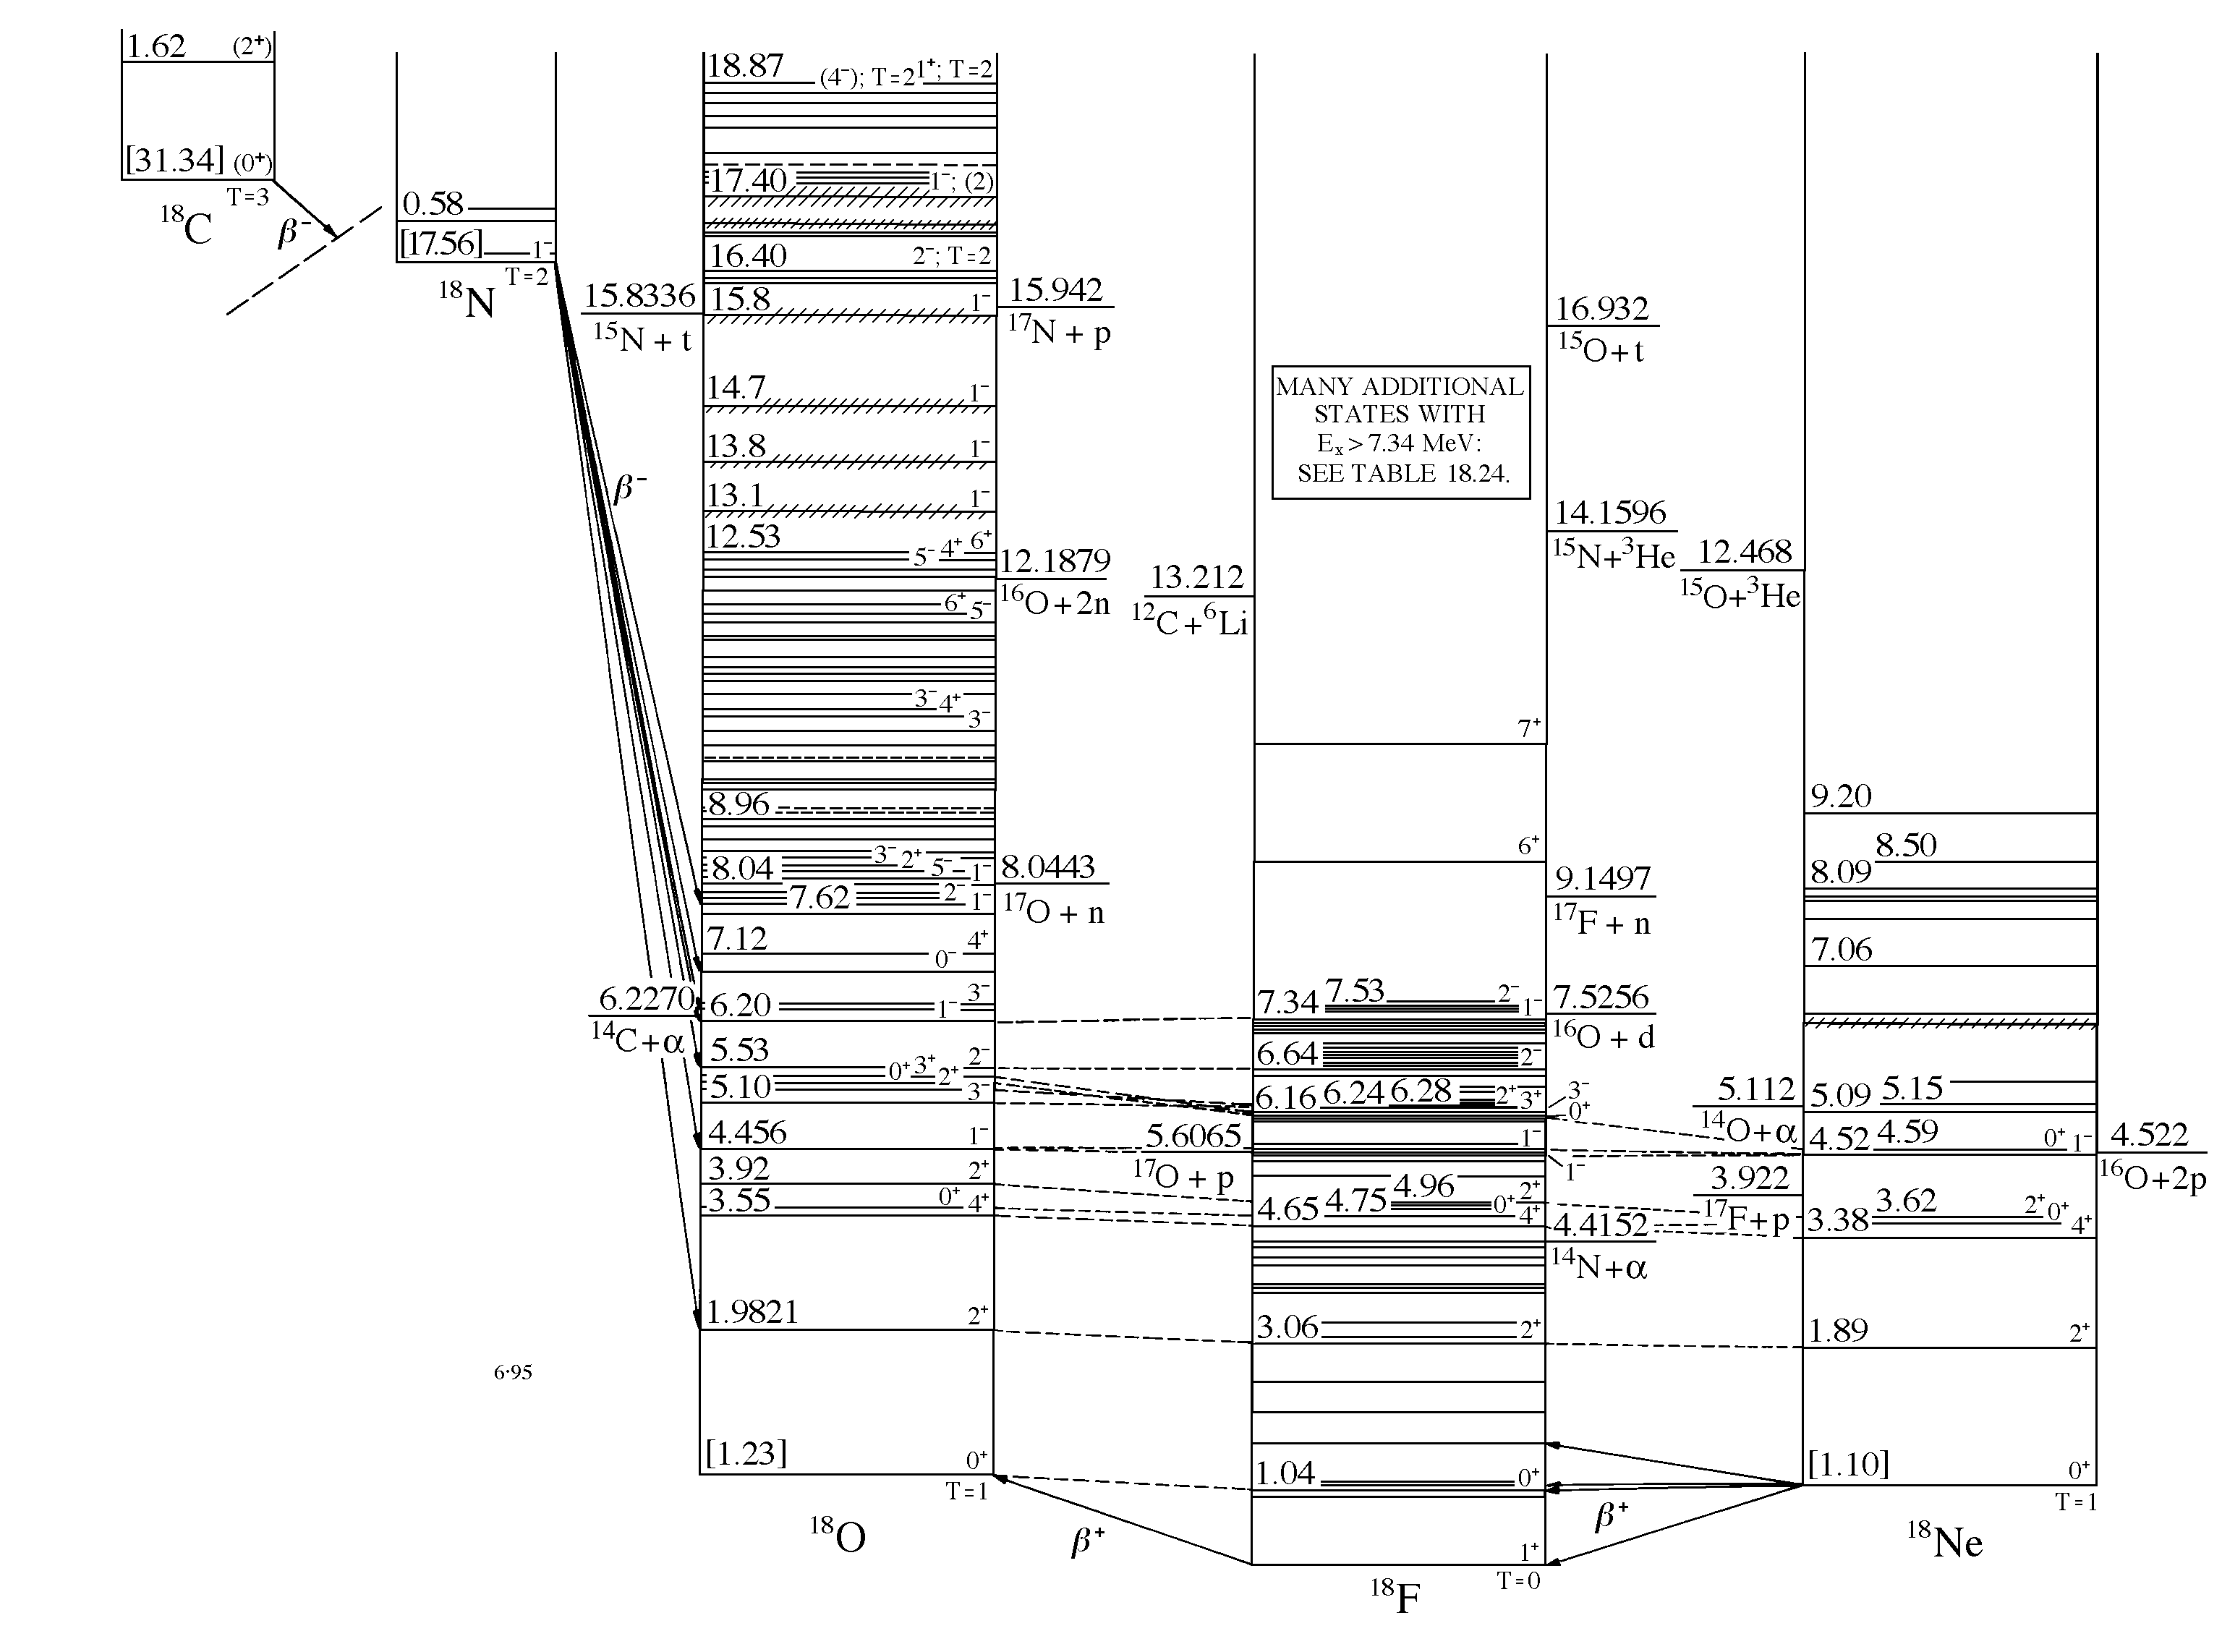 1.62 (2⁺)
[31.34] (0⁺)
T=3
¹⁸C
β⁻
0.58
[17.56] 1⁻
T=2
¹⁸N
β⁻
18.87 (4⁻); T=2 1⁺; T=2
17.40 1⁻; (2)
16.40 2⁻; T=2
15.8336
¹⁵N+t
15.8 1⁻
15.942
¹⁷N+p
14.7 1⁻
13.8 1⁻
13.1 1⁻
12.53 5⁻ 4⁺ 6⁺
12.1879
¹⁶O+2n
6⁺ 5⁻
3⁻ 4⁺
3⁻
8.96
3⁻ 2⁺
8.04 5⁻ 1⁻
8.0443
¹⁷O+n
7.62 2⁻ 1⁻
7.12 4⁺
0⁻
6.2270
¹⁴C+α
6.20 1⁻ 3⁻
5.53 2⁻
0⁺ 3⁺ 2⁺
5.10 3⁻
4.456 1⁻
3.92 2⁺
3.55 0⁺ 4⁺
1.9821 2⁺
[1.23] 0⁺
T=1
¹⁸O
6·95
β⁺
13.212
¹²C+⁶Li
MANY ADDITIONAL
STATES WITH
Eₓ>7.34 MeV:
SEE TABLE 18.24.
16.932
¹⁵O+t
14.1596
¹⁵N+³He
7⁺
6⁺
9.1497
¹⁷F+n
7.34 7.53 2⁻ 1⁻
7.5256
¹⁶O+d
6.64 2⁻
6.16 6.24 6.28 2⁺ 3⁺
3⁻
0⁺
5.6065
¹⁷O+p
1⁻
1⁻
4.65 4.75 4.96 0⁺ 2⁺
4⁺
4.4152
¹⁴N+α
3.06 2⁺
1.04 0⁺
1⁺
T=0
¹⁸F
β⁺
12.468
¹⁵O+³He
9.20
8.50
8.09
7.06
5.112
¹⁴O+α
5.09 5.15
4.52 4.59 0⁺ 1⁻
4.522
¹⁶O+2p
3.922
¹⁷F+p
3.38 3.62 2⁺ 0⁺
4⁺
1.89 2⁺
[1.10] 0⁺
T=1
¹⁸Ne